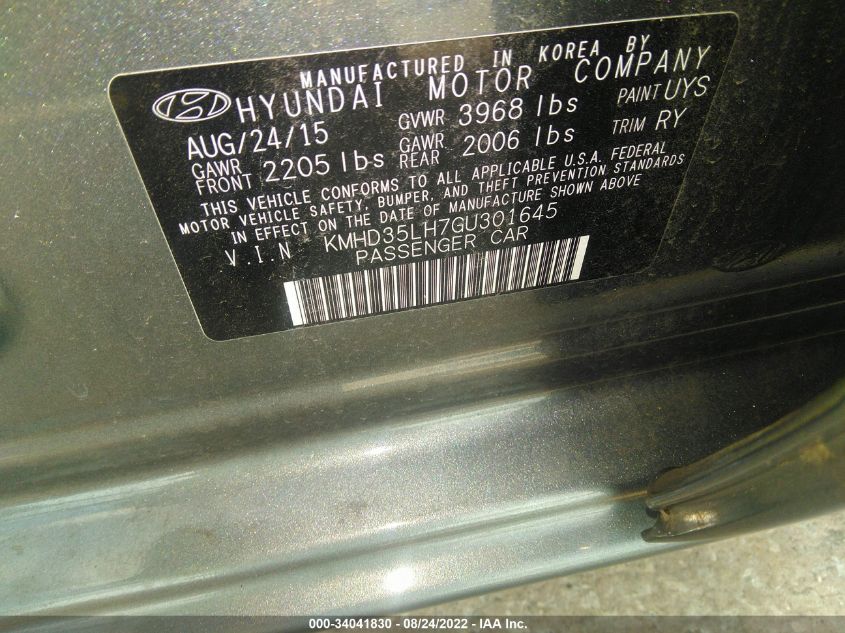 MANUFACTURED IN KOREA BY
HYUNDAI MOTOR COMPANY
AUG/24/15 GVWR 3968 lbs PAINT UYS
GAWR FRONT 2205 lbs GAWR REAR 2006 lbs TRIM RY
THIS VEHICLE CONFORMS TO ALL APPLICABLE U.S.A. FEDERAL
MOTOR VEHICLE SAFETY, BUMPER, AND THEFT PREVENTION STANDARDS
IN EFFECT ON THE DATE OF MANUFACTURE SHOWN ABOVE
V.I.N KMHD35LH7GU301645
PASSENGER CAR
000-34041830 - 08/24/2022 - IAA Inc.